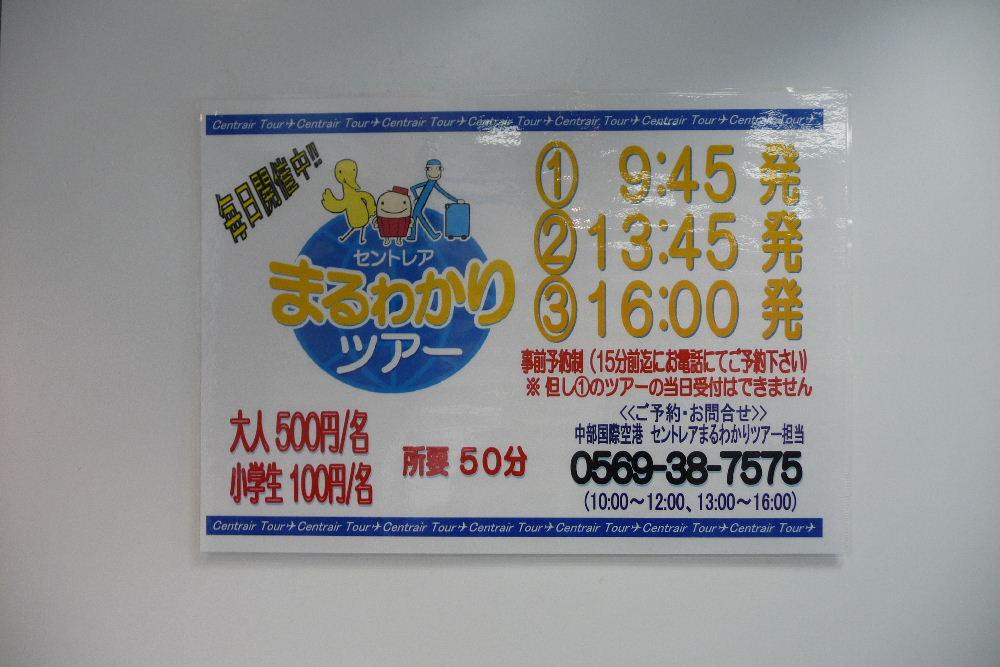 Centrair Tour✈Centrair Tour✈Centrair Tour✈Centrair Tour✈Centrair Tour✈Centrair Tour✈Centrair Tour✈
毎日開催中!!
セントレア
まるわかり
ツアー
① 9:45 発
②13:45 発
③16:00 発
事前予約制（15分前迄にお電話にてご予約下さい）
※ 但し①のツアーの当日受付はできません
大人 500円/名
小学生 100円/名
所要 50分
<<ご予約・お問合せ>>
中部国際空港 セントレアまるわかりツアー担当
0569-38-7575
（10:00～12:00、13:00～16:00）
Centrair Tour✈Centrair Tour✈Centrair Tour✈Centrair Tour✈Centrair Tour✈Centrair Tour✈Centrair Tour✈